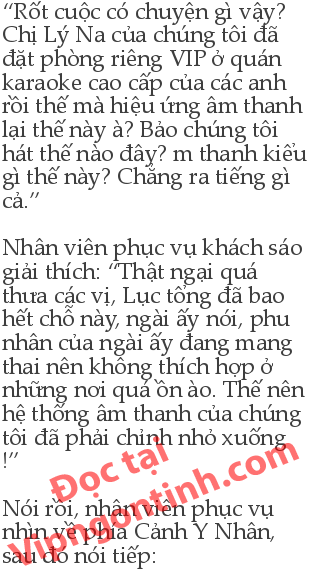 “Rốt cuộc có chuyện gì vậy?
Chị Lý Na của chúng tôi đã
đặt phòng riêng VIP ở quán
karaoke cao cấp của các anh
rồi thế mà hiệu ứng âm thanh
lại thế này à? Bảo chúng tôi
hát thế nào đây? m thanh kiểu
gì thế này? Chẳng ra tiếng gì
cả.”
Nhân viên phục vụ khách sáo
giải thích: “Thật ngại quá
thưa các vị, Lục tổng đã bao
hết chỗ này, ngài ấy nói, phu
nhân của ngài ấy đang mang
thai nên không thích hợp ở
những nơi quá ồn ào. Thế nên
hệ thống âm thanh của chúng
tôi đã phải chỉnh nhỏ xuống
!”
Nói rồi, nhân viên phục vụ
nhìn về phía Cảnh Y Nhân,
sau đó nói tiếp:
Đọc tại
Vipngontinh.com